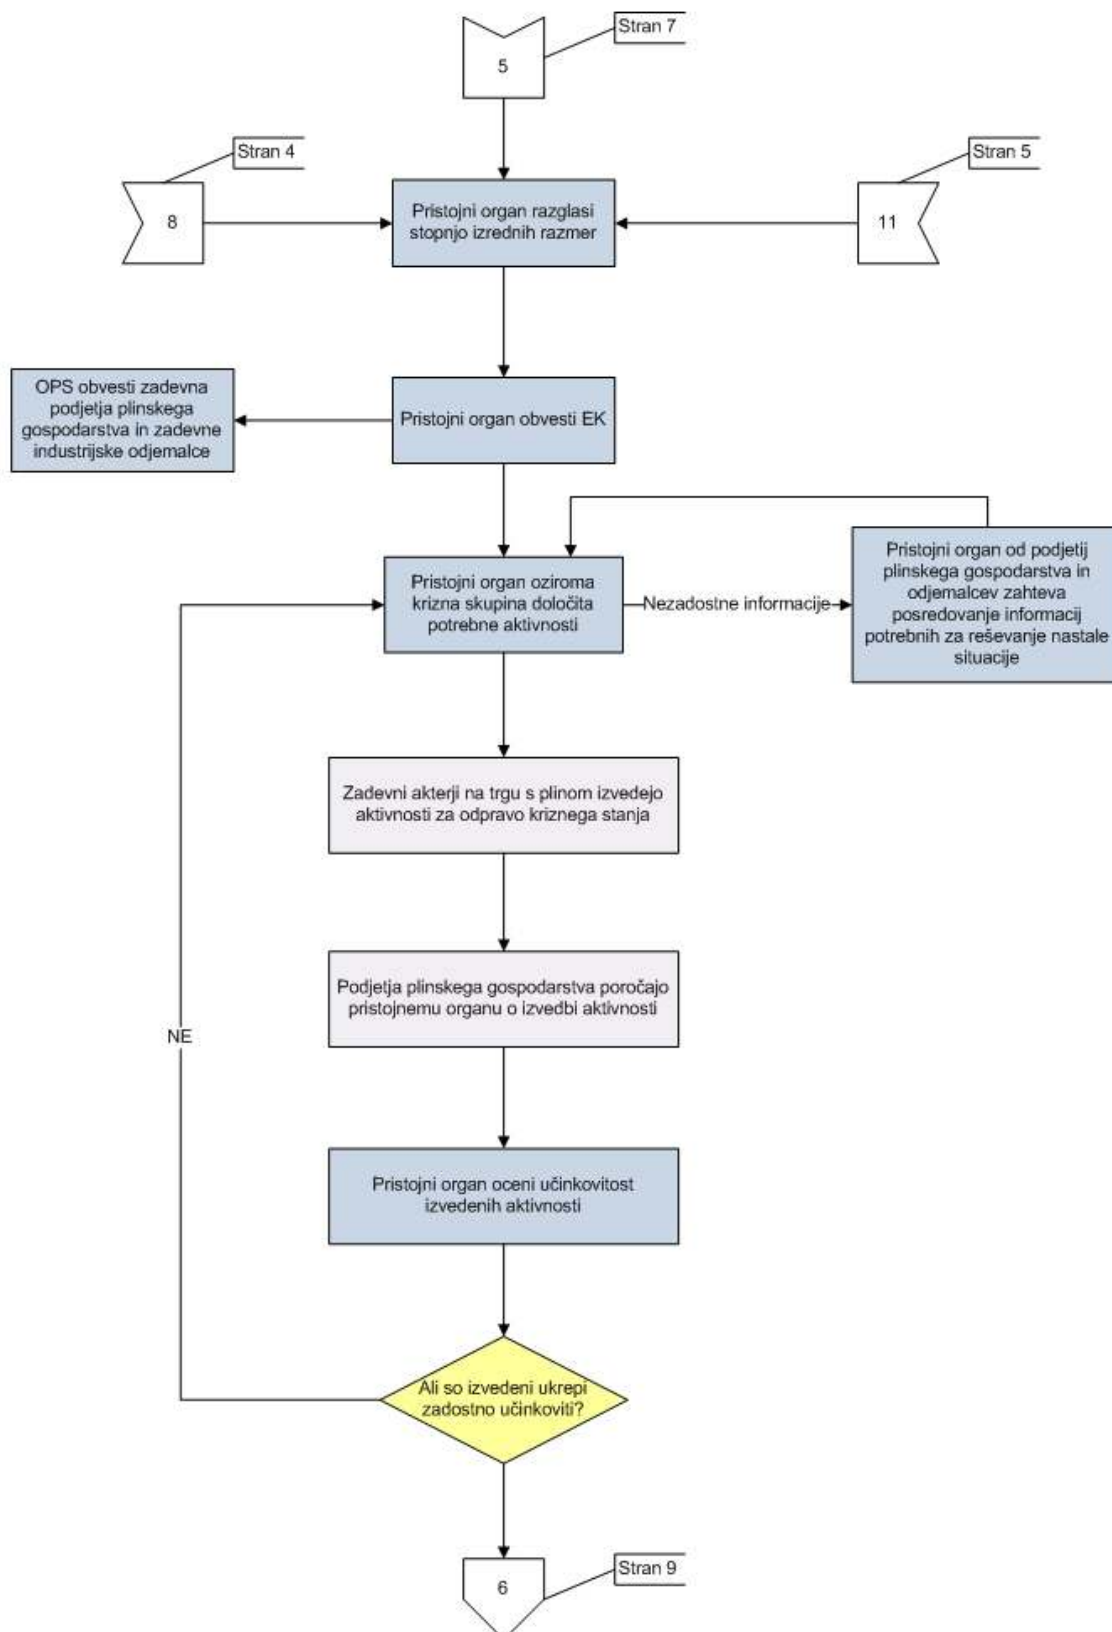 Stran 7
5
Stran 4
Stran 5
8
Pristojni organ razglasi
stopnjo izrednih razmer
11
OPS obvesti zadevna
podjetja plinskega
gospodarstva in zadevne
industrijske odjemalce
Pristojni organ obvesti EK
Pristojni organ oziroma
krizna skupina določita
potrebne aktivnosti
Nezadostne informacije
Pristojni organ od podjetij
plinskega gospodarstva in
odjemalcev zahteva
posredovanje informacij
potrebnih za reševanje nastale
situacije
Zadevni akterji na trgu s plinom izvedejo
aktivnosti za odpravo kriznega stanja
Podjetja plinskega gospodarstva poročajo
pristojnemu organu o izvedbi aktivnosti
NE
Pristojni organ oceni učinkovitost
izvedenih aktivnosti
Ali so izvedeni ukrepi
zadostno učinkoviti?
6
Stran 9